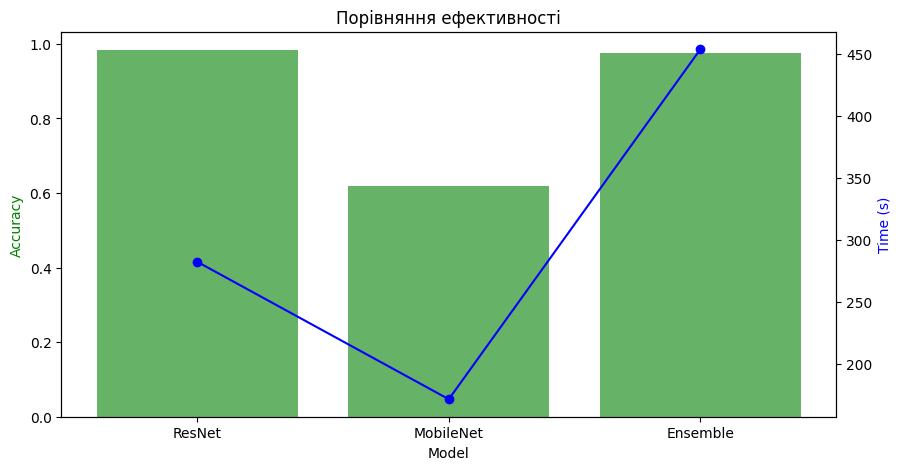 Порівняння ефективності
Accuracy
1.0
0.8
0.6
0.4
0.2
0.0
450
400
350
300
250
200
Time (s)
ResNet
MobileNet
Ensemble
Model